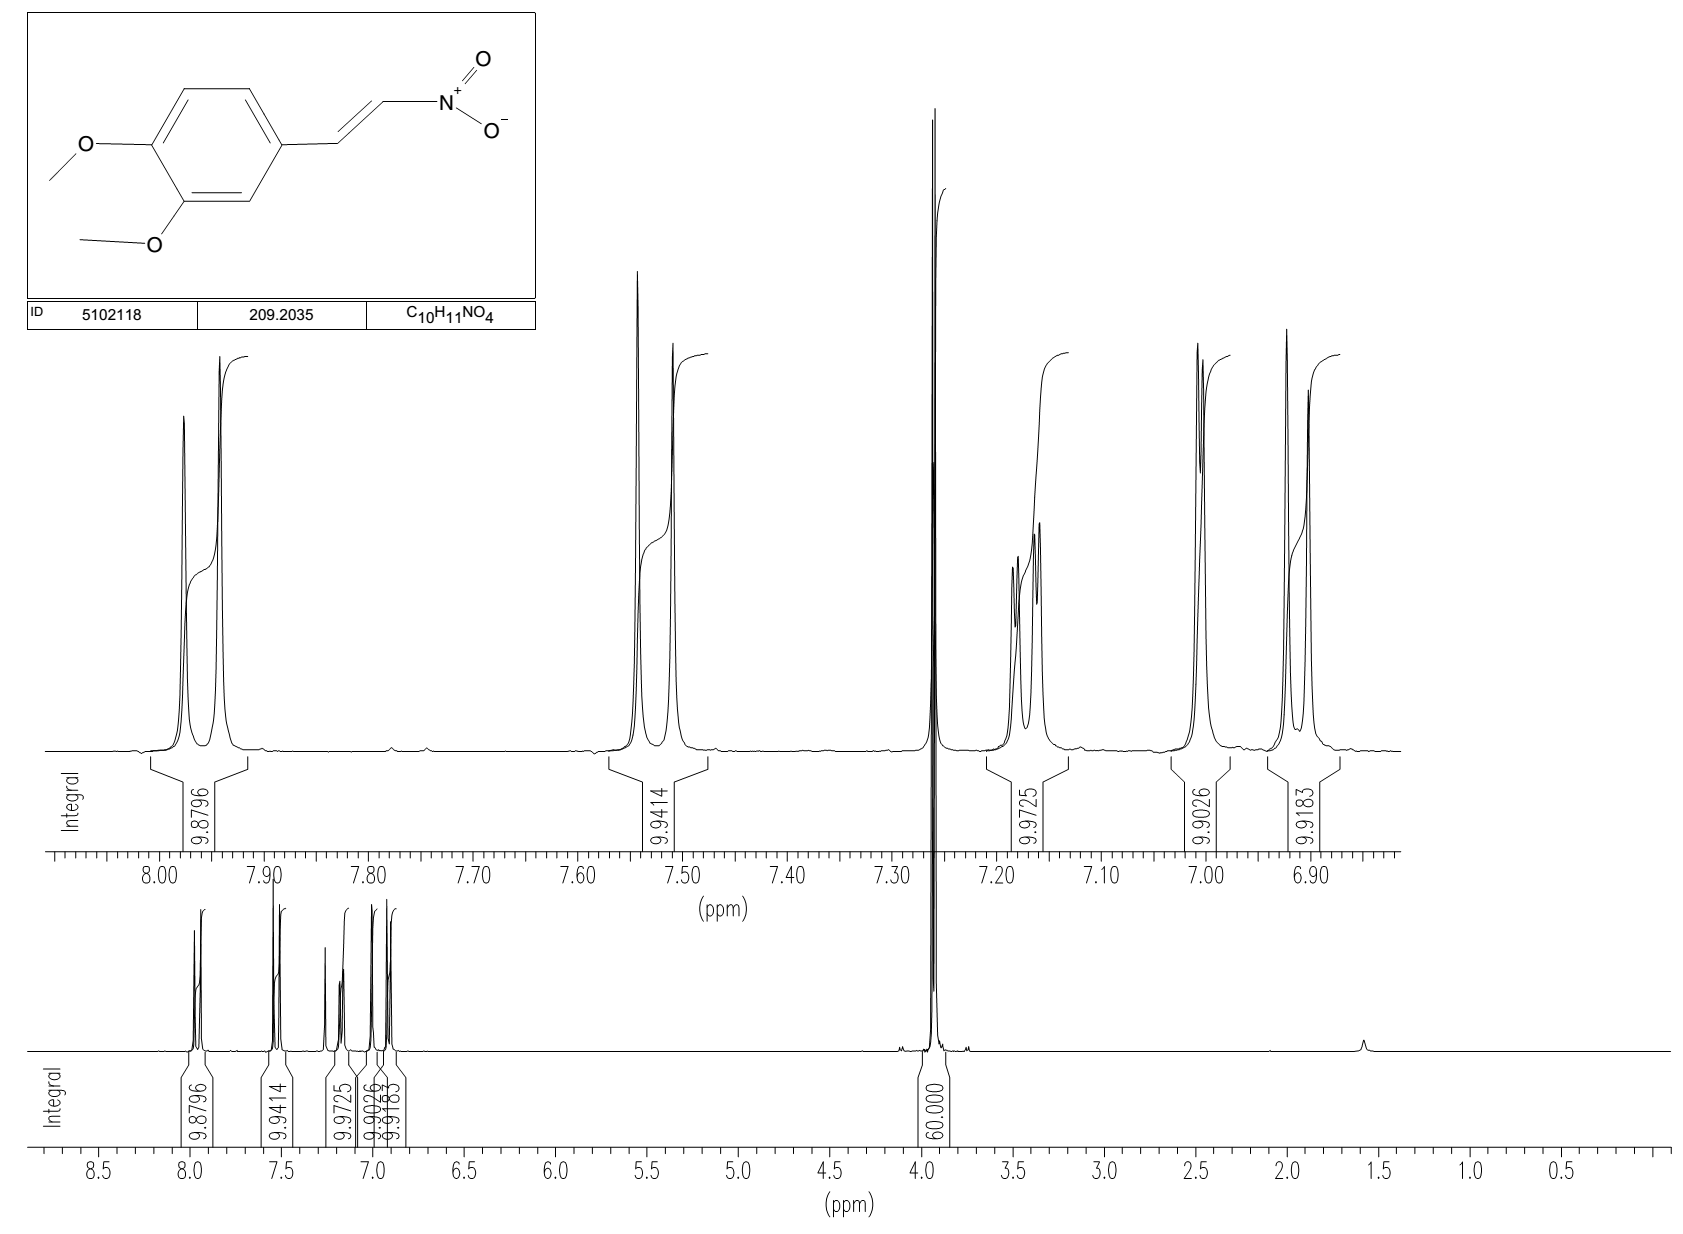 O
N+
O-
O
O
ID 5102118 209.2035 C10H11NO4
Integral
9.8796 9.9414 9.9725 9.9026 9.9183
8.00 7.90 7.80 7.70 7.60 7.50 7.40 7.30 7.20 7.10 7.00 6.90
(ppm)
Integral
9.8796 9.9414 9.9725 9.9026 9.9183 60.000
8.5 8.0 7.5 7.0 6.5 6.0 5.5 5.0 4.5 4.0 3.5 3.0 2.5 2.0 1.5 1.0 0.5
(ppm)